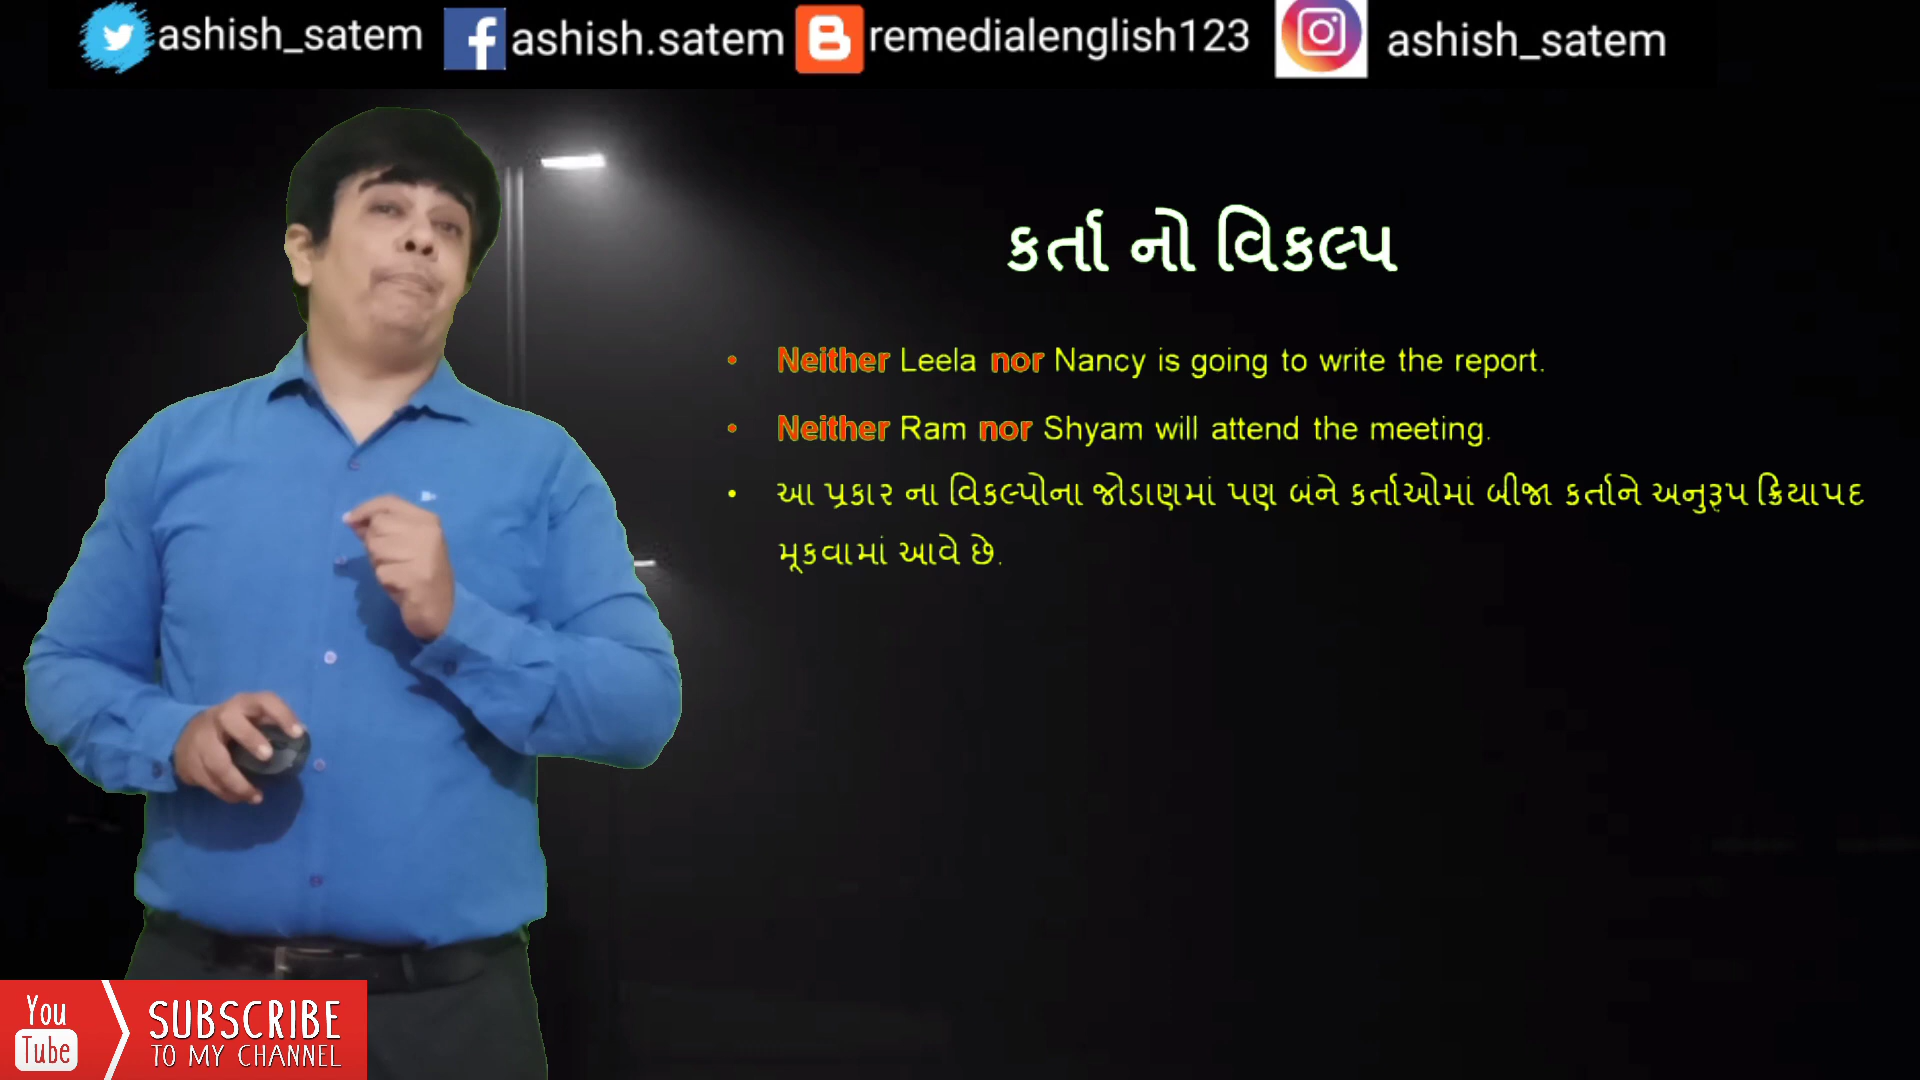 ashish_satem ashish.satem remedialenglish123 ashish_satem
કર્તા નો વિકલ્પ
• Neither Leela nor Nancy is going to write the report.
• Neither Ram nor Shyam will attend the meeting.
• આ પ્રકાર ના વિકલ્પોના જોડાણમાં પણ બંને કર્તાઓમાં બીજા કર્તાને અનુરૂપ ક્રિયાપદ
મૂકવામાં આવે છે.
You
Tube
SUBSCRIBE
TO MY CHANNEL